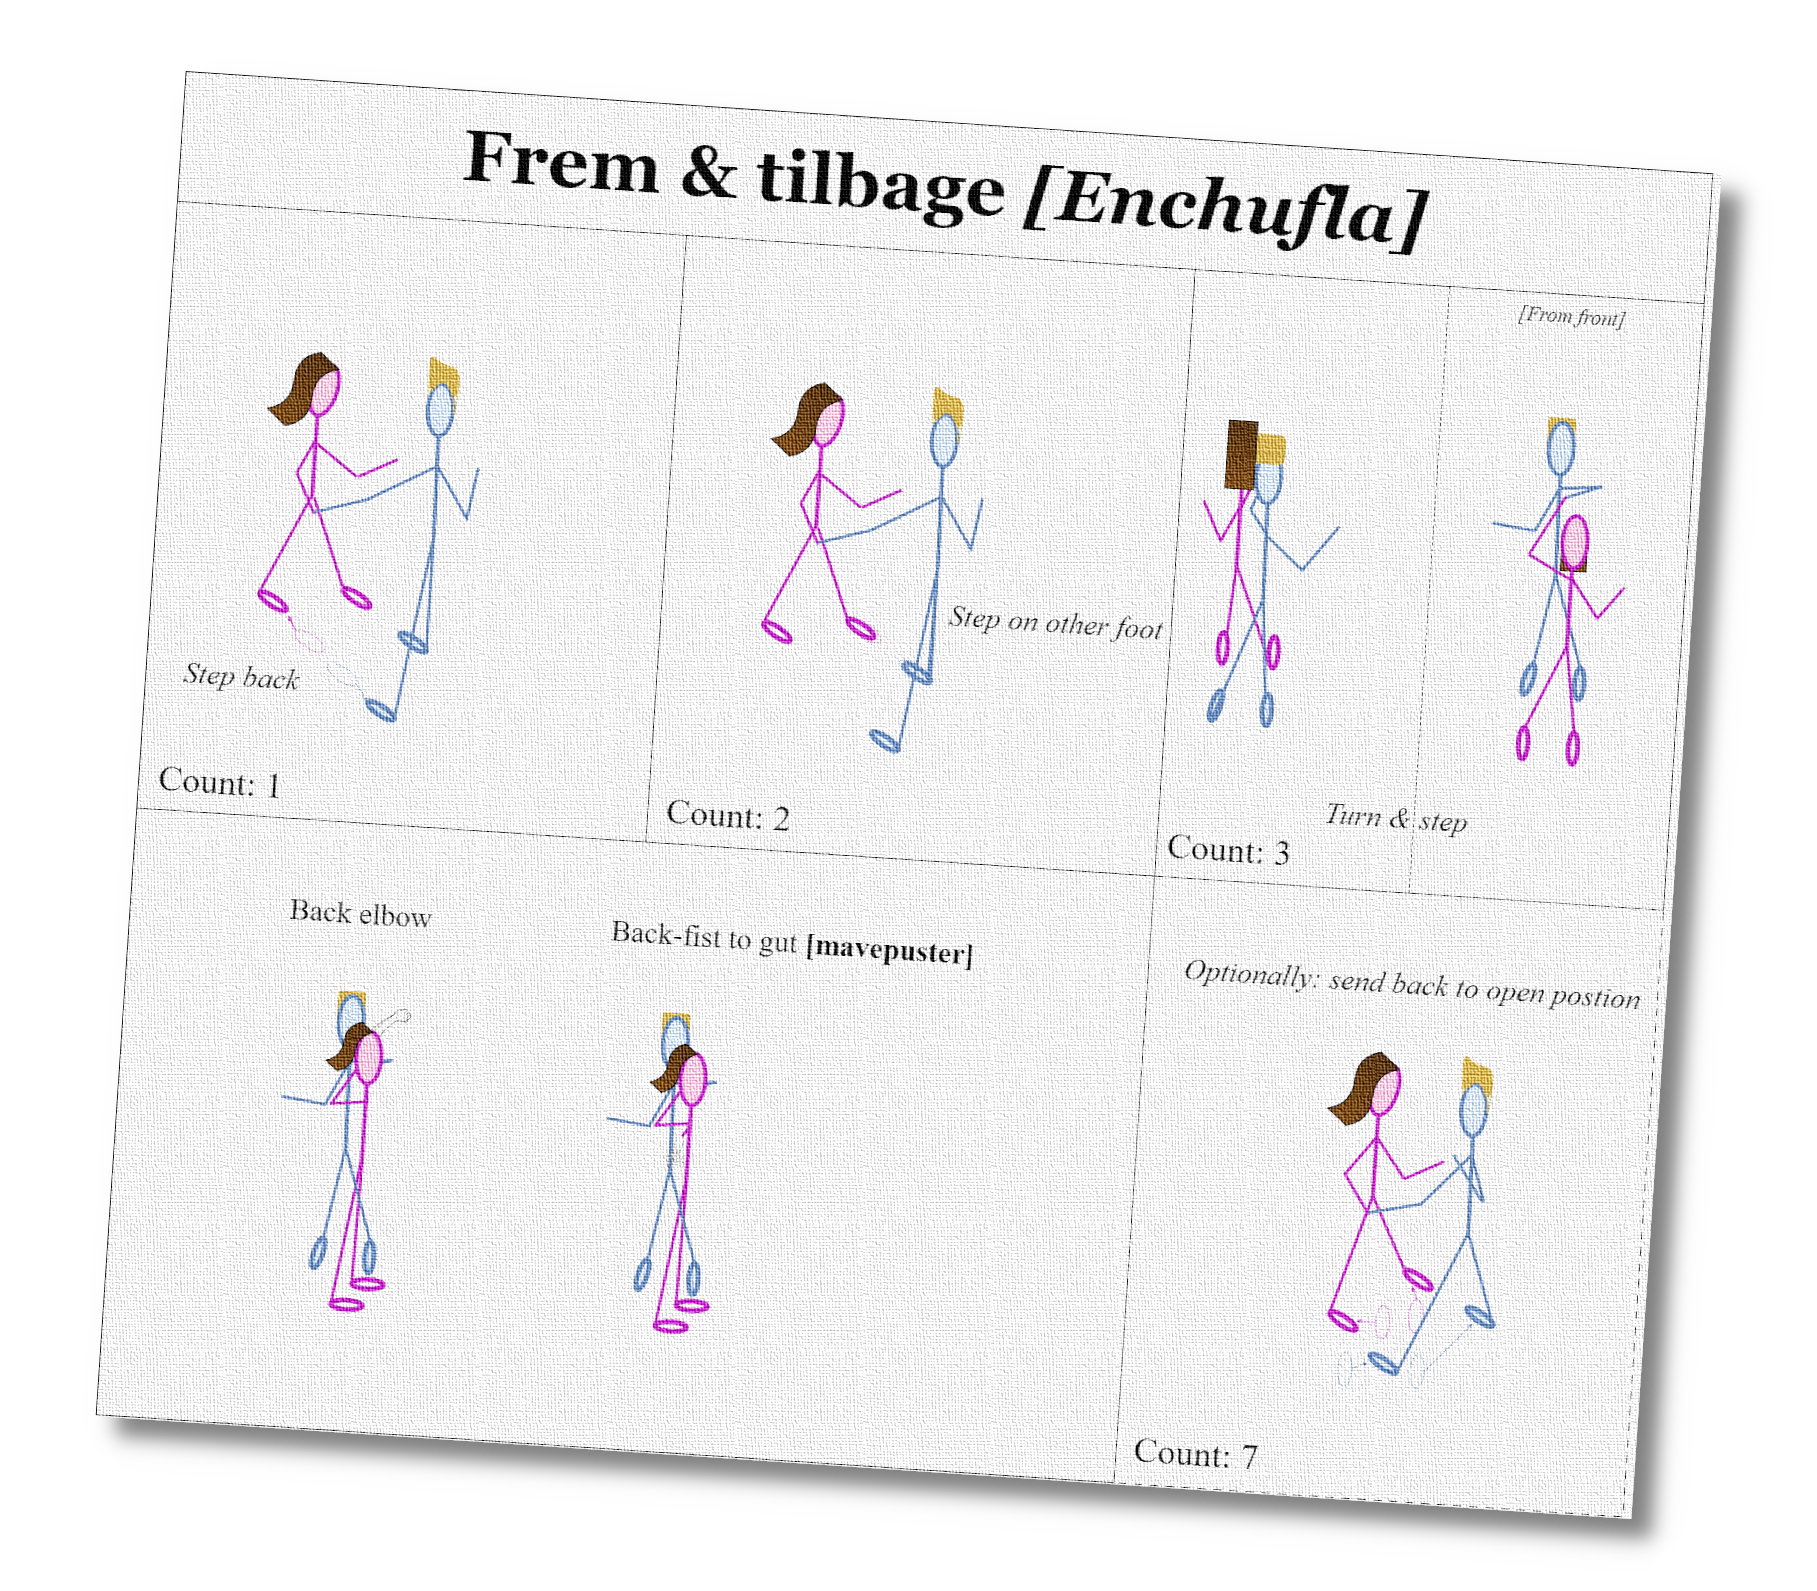 Frem & tilbage [Enchufla]
[From front]
Step on other foot
Step back
Count: 1
Count: 2
Turn & step
Count: 3
Back elbow
Back-fist to gut [mavepuster]
Optionally: send back to open postion
Count: 7